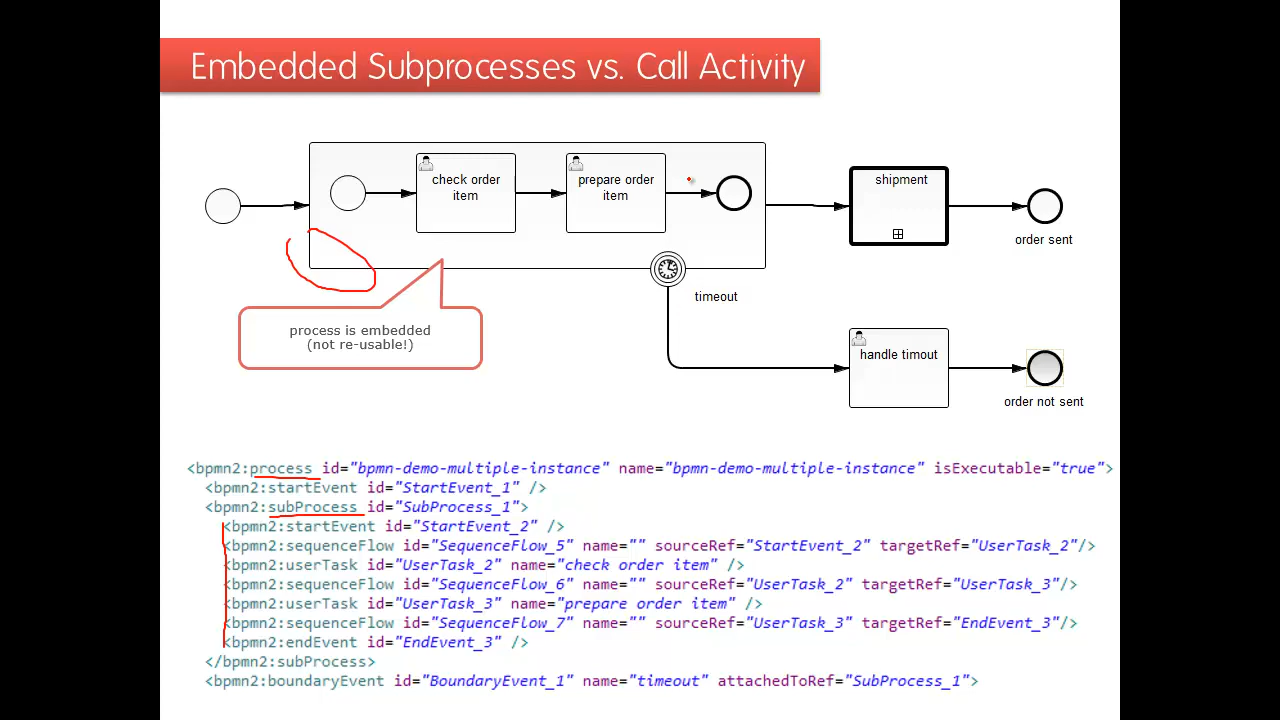 Embedded Subprocesses vs. Call Activity
check order
item
prepare order
item
shipment
order sent
timeout
process is embedded
(not re-usable!)
handle timout
order not sent
<bpmn2:process id="bpmn-demo-multiple-instance" name="bpmn-demo-multiple-instance" isExecutable="true">
<bpmn2:startEvent id="StartEvent_1" />
<bpmn2:subProcess id="SubProcess_1">
<bpmn2:startEvent id="StartEvent_2" />
<bpmn2:sequenceFlow id="SequenceFlow_5" name="" sourceRef="StartEvent_2" targetRef="UserTask_2"/>
<bpmn2:userTask id="UserTask_2" name="check order item" />
<bpmn2:sequenceFlow id="SequenceFlow_6" name="" sourceRef="UserTask_2" targetRef="UserTask_3"/>
<bpmn2:userTask id="UserTask_3" name="prepare order item" />
<bpmn2:sequenceFlow id="SequenceFlow_7" name="" sourceRef="UserTask_3" targetRef="EndEvent_3"/>
<bpmn2:endEvent id="EndEvent_3" />
</bpmn2:subProcess>
<bpmn2:boundaryEvent id="BoundaryEvent_1" name="timeout" attachedToRef="SubProcess_1">